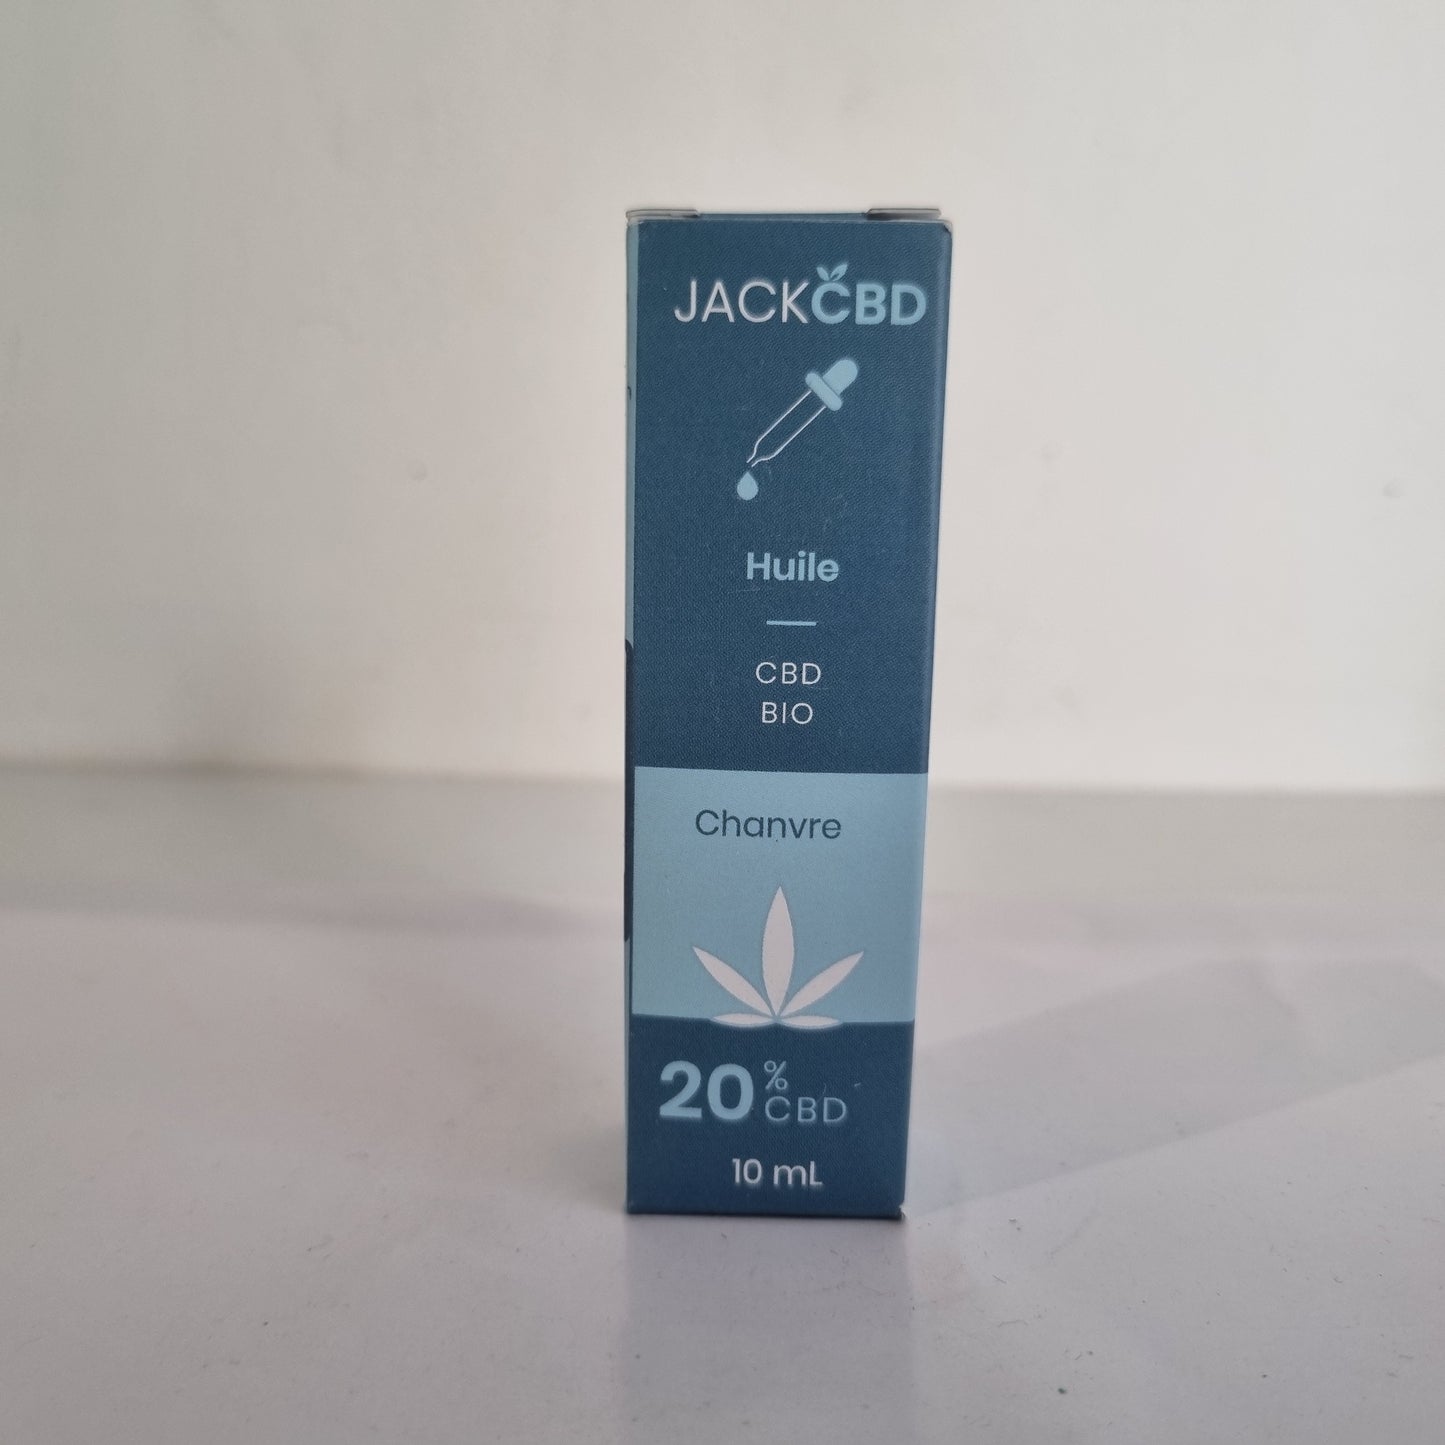 JACKCBD
Huile
CBD
BIO
Chanvre
20% CBD
10 mL